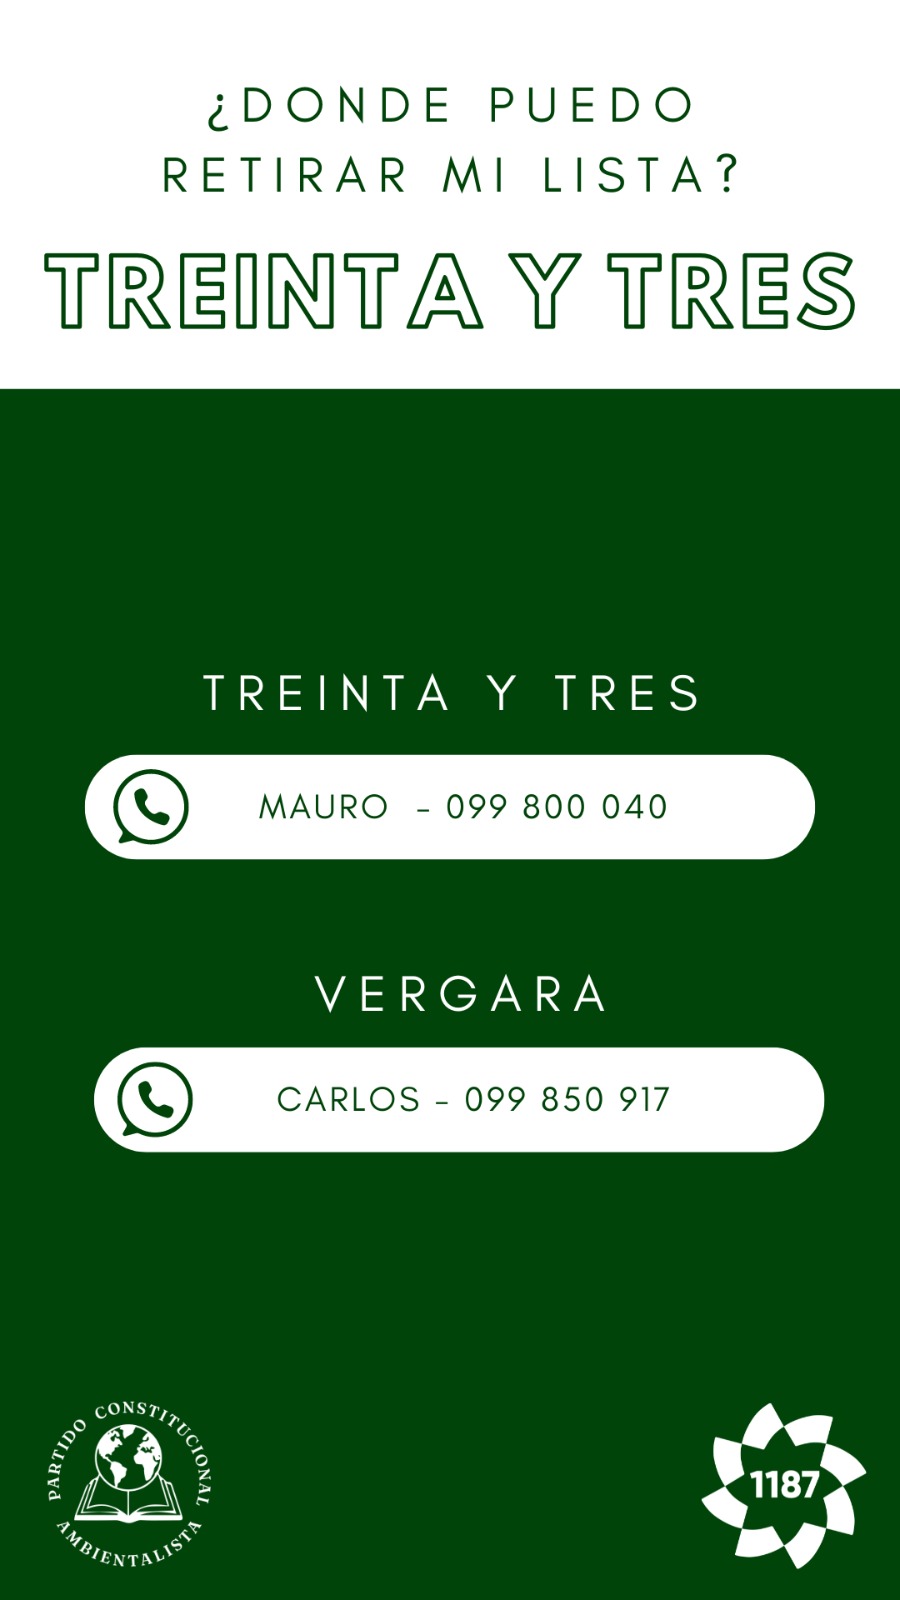 ¿DONDE PUEDO
RETIRAR MI LISTA?
TREINTA Y TRES
TREINTA Y TRES
MAURO - 099 800 040
VERGARA
CARLOS - 099 850 917
PARTIDO CONSTITUCIONAL
AMBIENTALISTA
1187